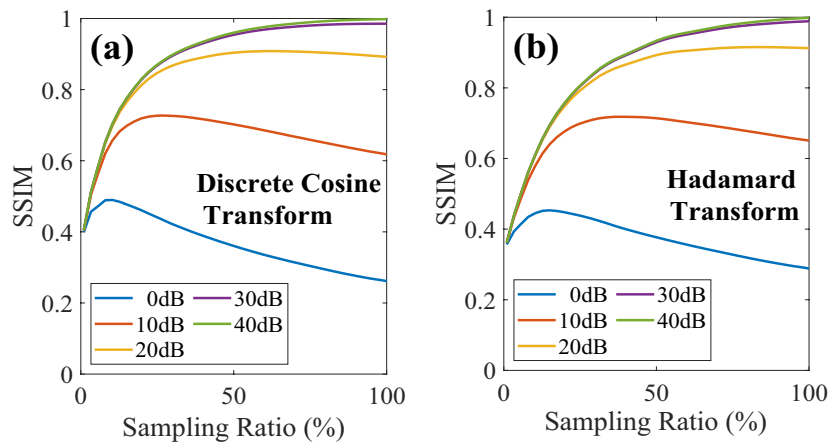 (a)
1
0.8
0.6
0.4
0.2
0
SSIM
Discrete Cosine
Transform
0dB
30dB
10dB
40dB
20dB
0
50
100
Sampling Ratio (%)
(b)
1
0.8
0.6
0.4
0.2
0
SSIM
Hadamard
Transform
0dB
30dB
10dB
40dB
20dB
0
50
100
Sampling Ratio (%)